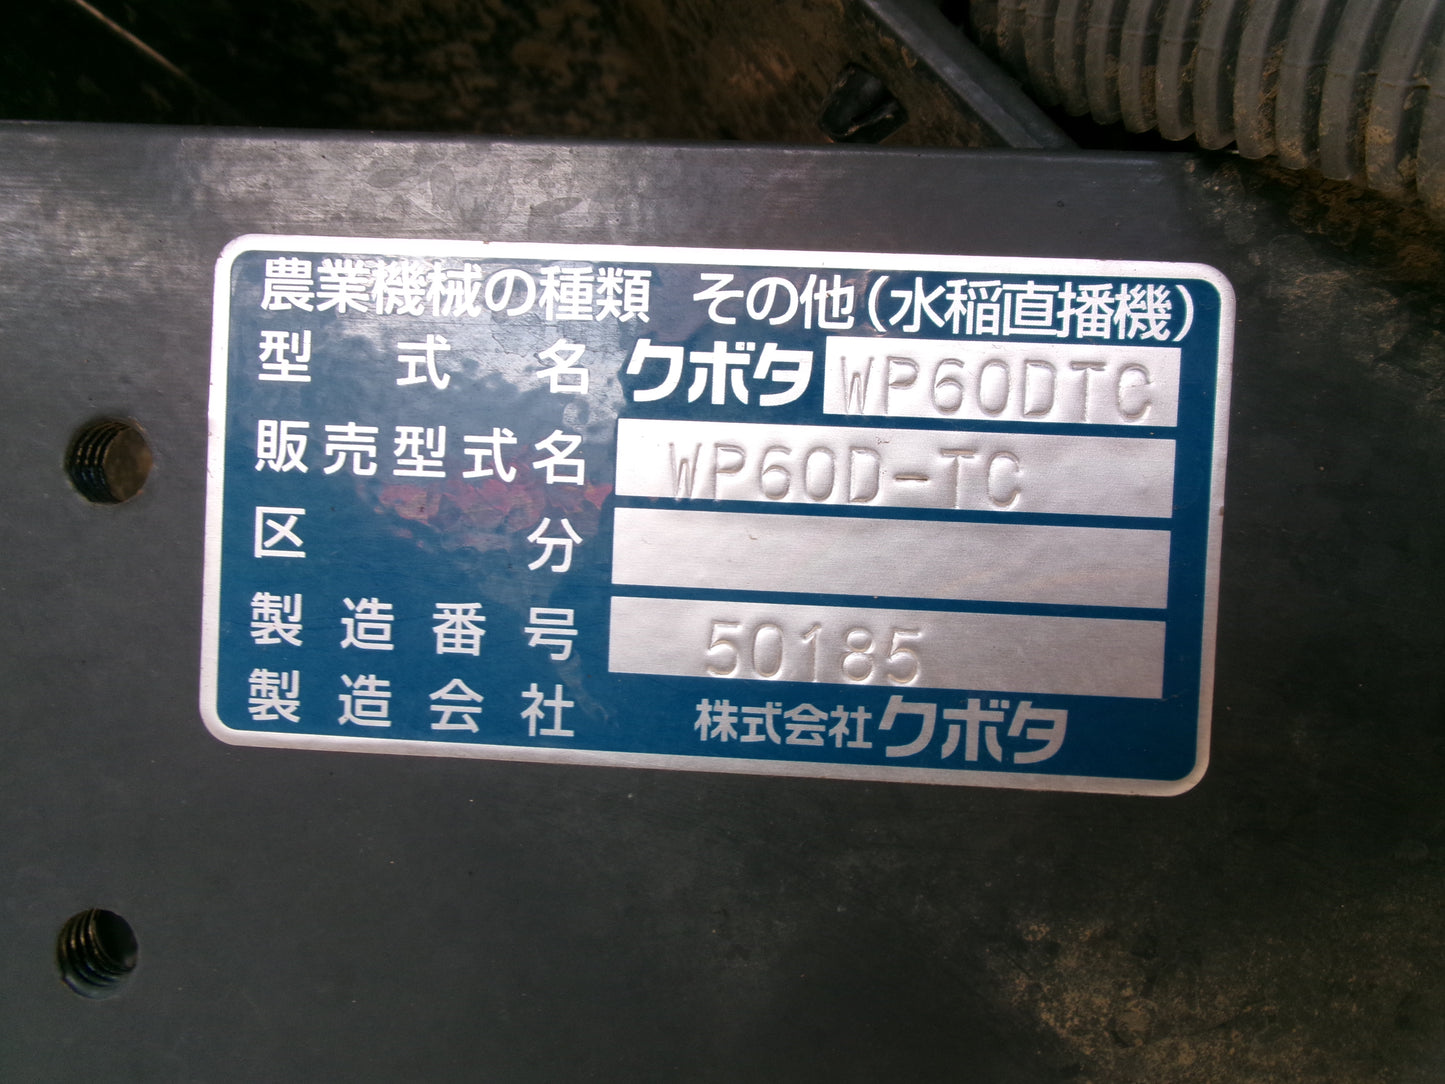 農業機械の種類 その他(水稲直播機)
型式名 クボタ WP60DTC
販売型式名 WP60D-TC
区分
製造番号 50185
製造会社 株式会社クボタ